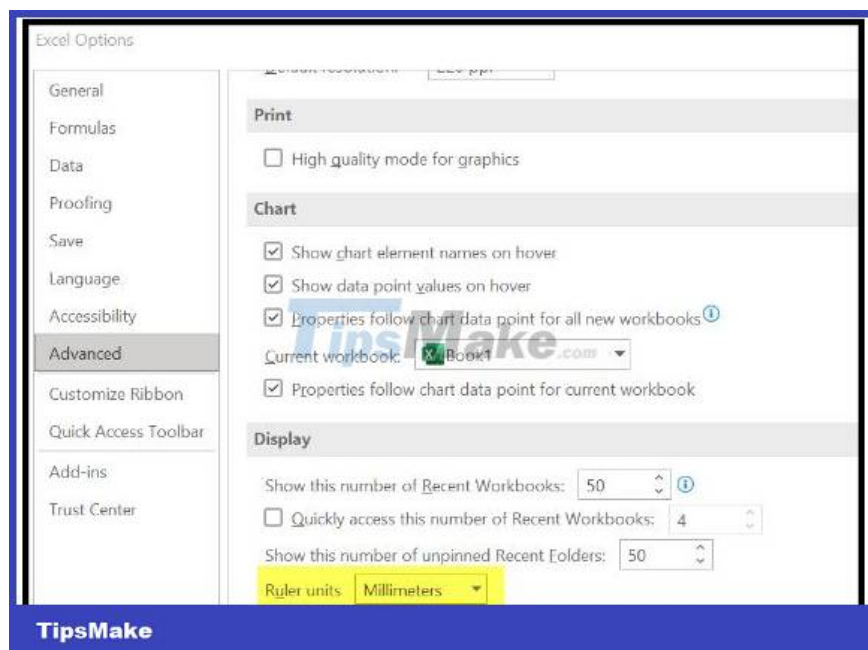 Excel Options
General
Formulas
Data
Proofing
Save
Language
Accessibility
Advanced
Customize Ribbon
Quick Access Toolbar
Add-ins
Trust Center
Print
High quality mode for graphics
Chart
Show chart element names on hover
Show data point values on hover
Properties follow chart data point for all new workbooks
Current workbook: Book1
Properties follow chart data point for current workbook
Display
Show this number of Recent Workbooks: 50
Quickly access this number of Recent Workbooks: 4
Show this number of unpinned Recent Folders: 50
Ruler units Millimeters
TipsMake.com
TipsMake